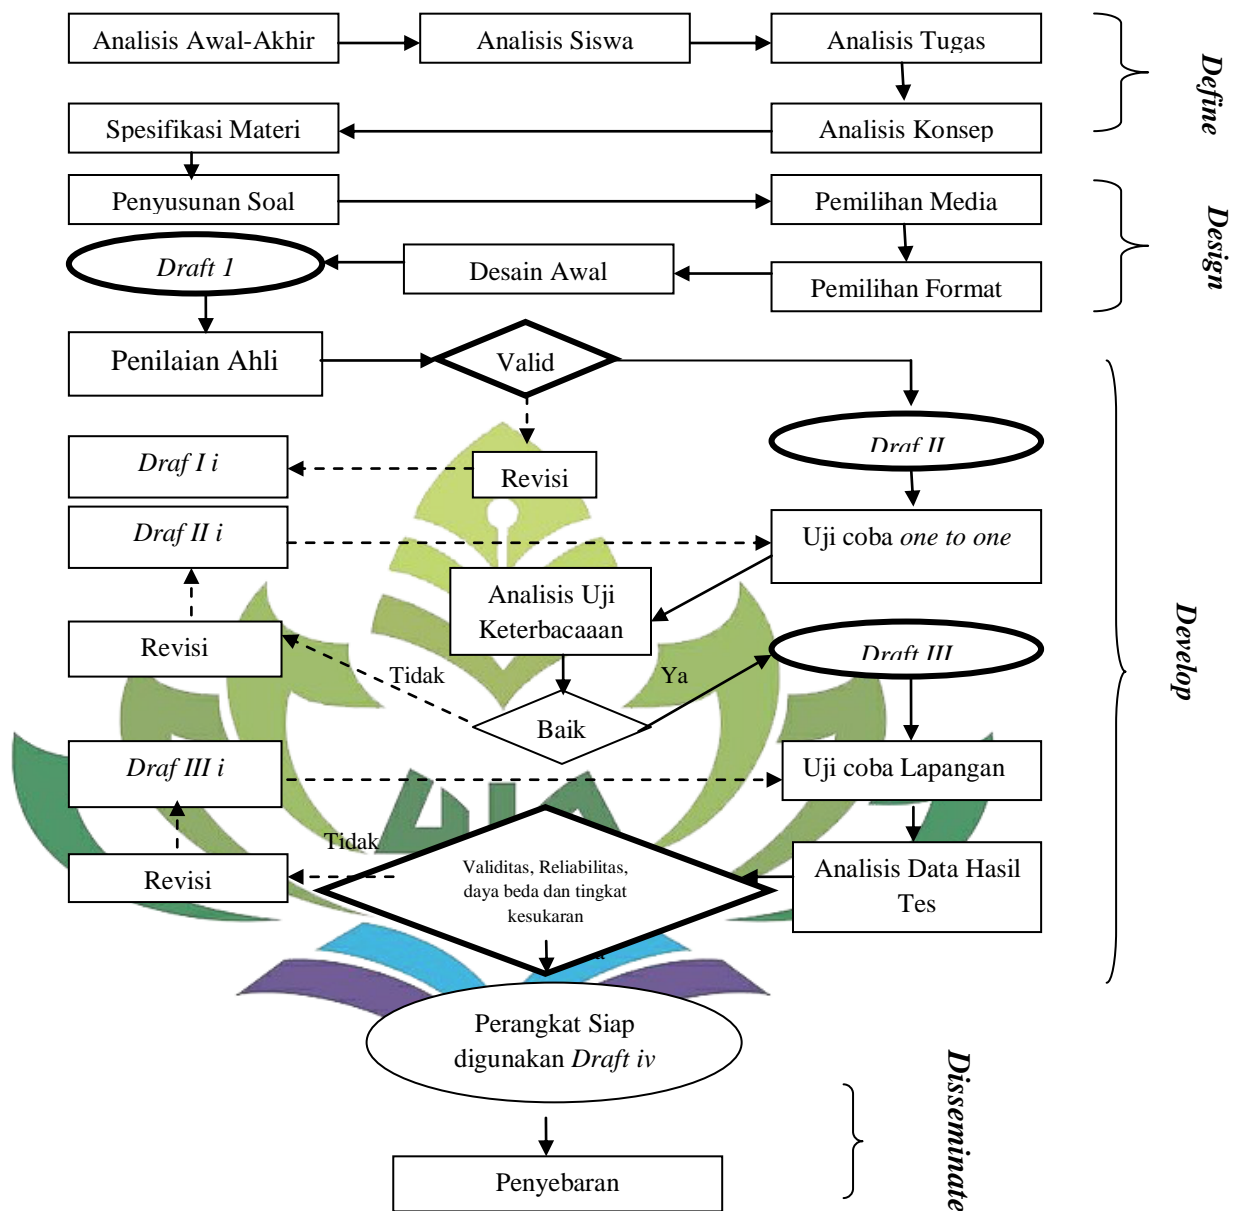 Analisis Awal-Akhir
Analisis Siswa
Analisis Tugas
Define
Spesifikasi Materi
Analisis Konsep
Penyusunan Soal
Pemilihan Media
Design
Draft 1
Desain Awal
Pemilihan Format
Penilaian Ahli
Valid
Draf II
Draf I i
Revisi
Draf II i
Uji coba one to one
Analisis Uji
Keterbacaaan
Revisi
Tidak
Ya
Draft III
Develop
Baik
Draf III i
Uji coba Lapangan
Tidak
Revisi
Validitas, Reliabilitas,
daya beda dan tingkat
kesukaran
Analisis Data Hasil
Tes
Perangkat Siap
digunakan Draft iv
Disseminate
Penyebaran